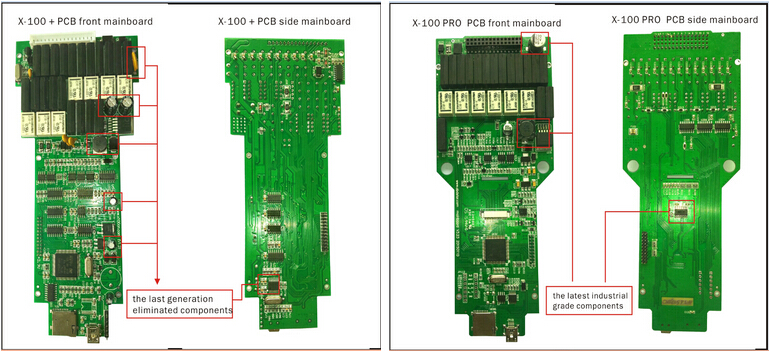 X-100 + PCB front mainboard
X-100 + PCB side mainboard
X-100 PRO PCB front mainboard
X-100 PRO PCB side mainboard
the last generation
eliminated components
the latest industrial
grade components